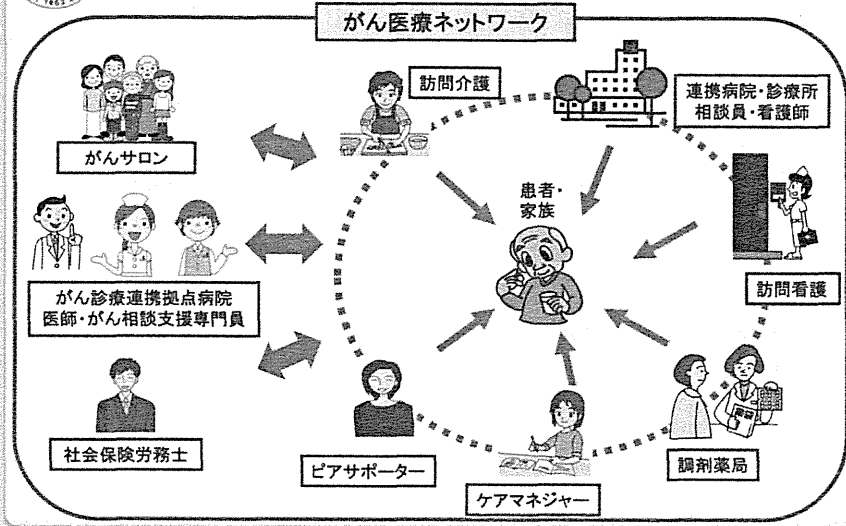 がん医療ネットワーク
訪問介護
連携病院・診療所
相談員・看護師
がんサロン
患者・
家族
訪問看護
がん診療連携拠点病院
医師・がん相談支援専門員
社会保険労務士
ピアサポーター
ケアマネジャー
調剤薬局